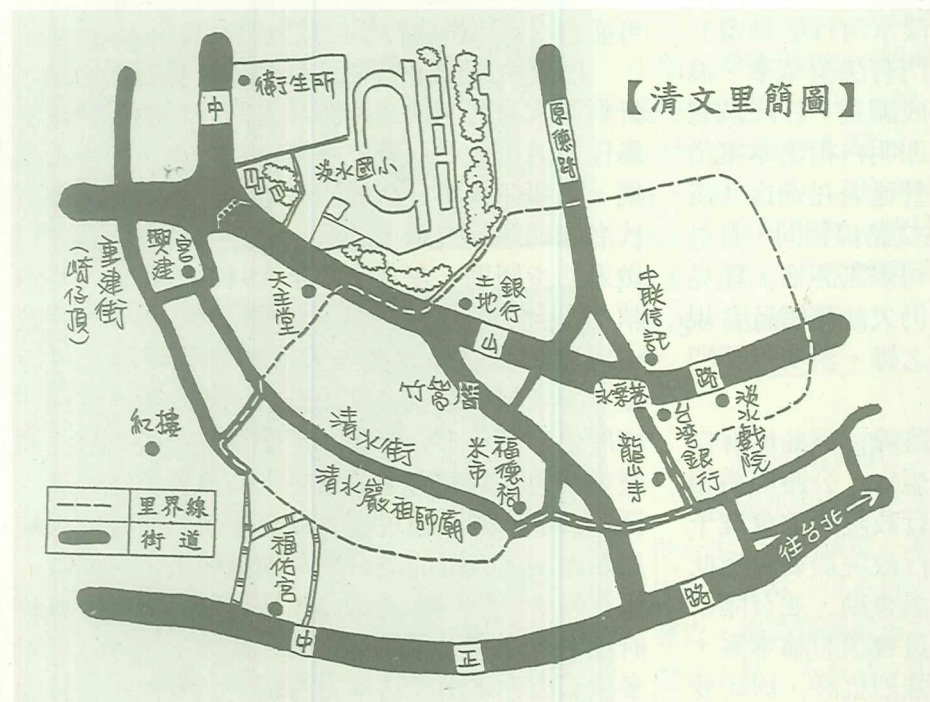 【清文里簡圖】
衛生所
中
淡水國小
原德路
興建宮
重建街
(崎仔頂)
天主堂
土地銀行
山
中聯信託
路
竹篙厝
永樂巷
淡水戲院
台灣銀行
龍山寺
紅樓
清水街
米市
福德祠
清水巖祖師廟
里界線
街道
福佑宮
往台北
中
正
路